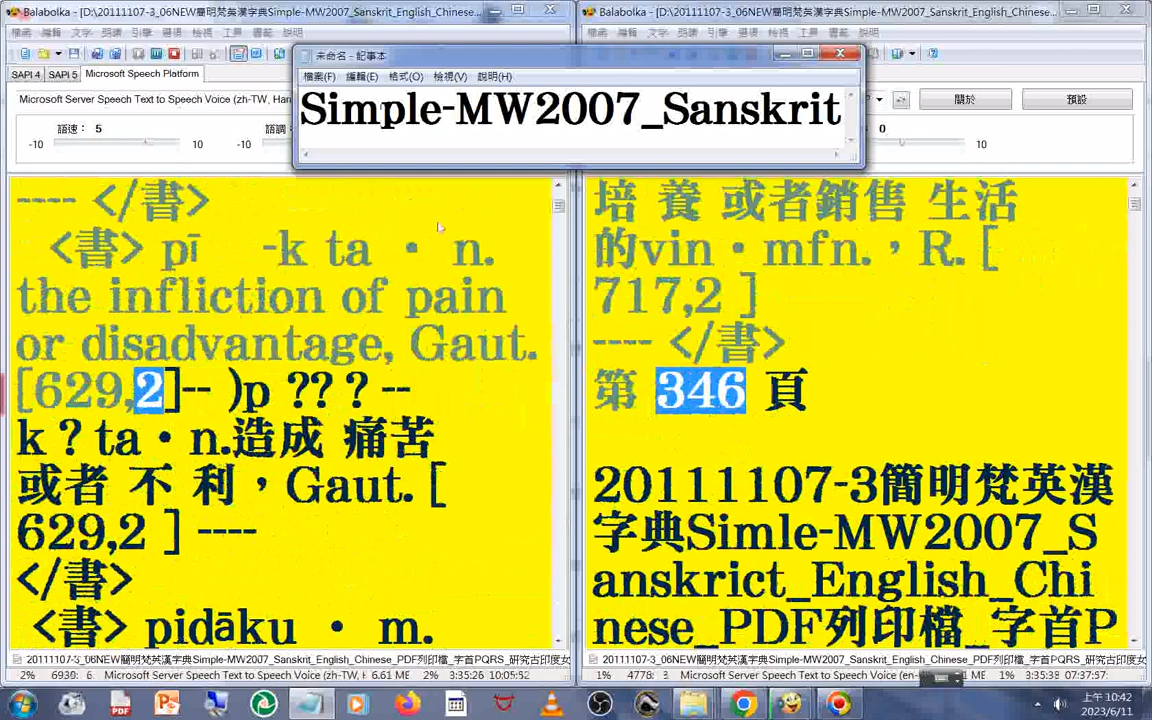 Balabolka - [D:\20111107-3_06NEW簡明梵英漢字典Simple-MW2007_Sanskrit_English_Chinese...
Balabolka - [D:\20111107-3_06NEW簡明梵英漢字典Simple-MW2007_Sanskrit_English_Chinese...
未命名 - 記事本
檔案(F) 編輯(E) 格式(O) 檢視(V) 說明(H)
Simple-MW2007_Sanskrit
SAPI 4 SAPI 5 Microsoft Speech Platform
Microsoft Server Speech Text to Speech Voice (zh-TW, Han
關於 預設
語速： 5 語調： 0
-10 10 -10 10
---- </書>
<書> pī -k ta · n.
the infliction of pain
or disadvantage, Gaut.
[629,2]-- )p ?? ? --
k ? ta · n.造成 痛苦
或者 不 利，Gaut. [
629,2 ] ----
</書>
<書> pidāku · m.
培 養 或者銷售 生活
的vin · mfn.，R. [
717,2 ]
---- </書>
第 346 頁
20111107-3簡明梵英漢
字典Simle-MW2007_S
anskrict_English_Chi
nese_PDF列印檔_字首P
20111107-3_06NEW簡明梵英漢字典Simple-MW2007_Sanskrit_English_Chinese_PDF列印檔_字首PQRS_研究古印度女
20111107-3_06NEW簡明梵英漢字典Simple-MW2007_Sanskrit_English_Chinese_PDF列印檔_字首PQRS_研究古印度女
2% 6938: 6. Microsoft Server Speech Text to Speech Voice (zh-TW, H 6.61 ME 2% 3:35:26 10:05:52
1% 4778: 3. Microsoft Server Speech Text to Speech Voice 1% 3:35:54 07:37:57
上午 10:42
2023/6/11